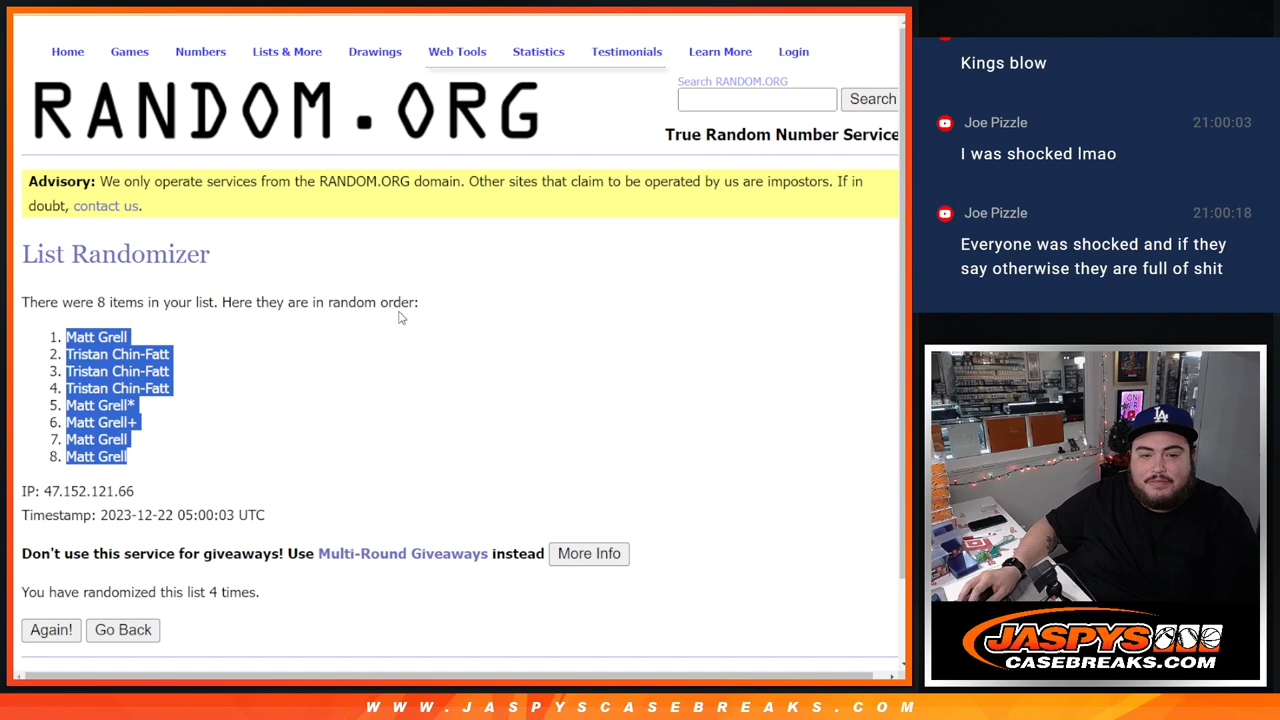 Home Games Numbers Lists & More Drawings Web Tools Statistics Testimonials Learn More Login
RANDOM.ORG
Search RANDOM.ORG
Search
True Random Number Service
Advisory: We only operate services from the RANDOM.ORG domain. Other sites that claim to be operated by us are impostors. If in
doubt, contact us.
List Randomizer
There were 8 items in your list. Here they are in random order:
1. Matt Grell
2. Tristan Chin-Fatt
3. Tristan Chin-Fatt
4. Tristan Chin-Fatt
5. Matt Grell*
6. Matt Grell+
7. Matt Grell
8. Matt Grell
IP: 47.152.121.66
Timestamp: 2023-12-22 05:00:03 UTC
Don't use this service for giveaways! Use Multi-Round Giveaways instead More Info
You have randomized this list 4 times.
Again! Go Back
Kings blow
Joe Pizzle 21:00:03
I was shocked lmao
Joe Pizzle 21:00:18
Everyone was shocked and if they
say otherwise they are full of shit
LA
JASPYS
CASEBREAKS.COM
WWW.JASPYSCASEBREAKS.COM